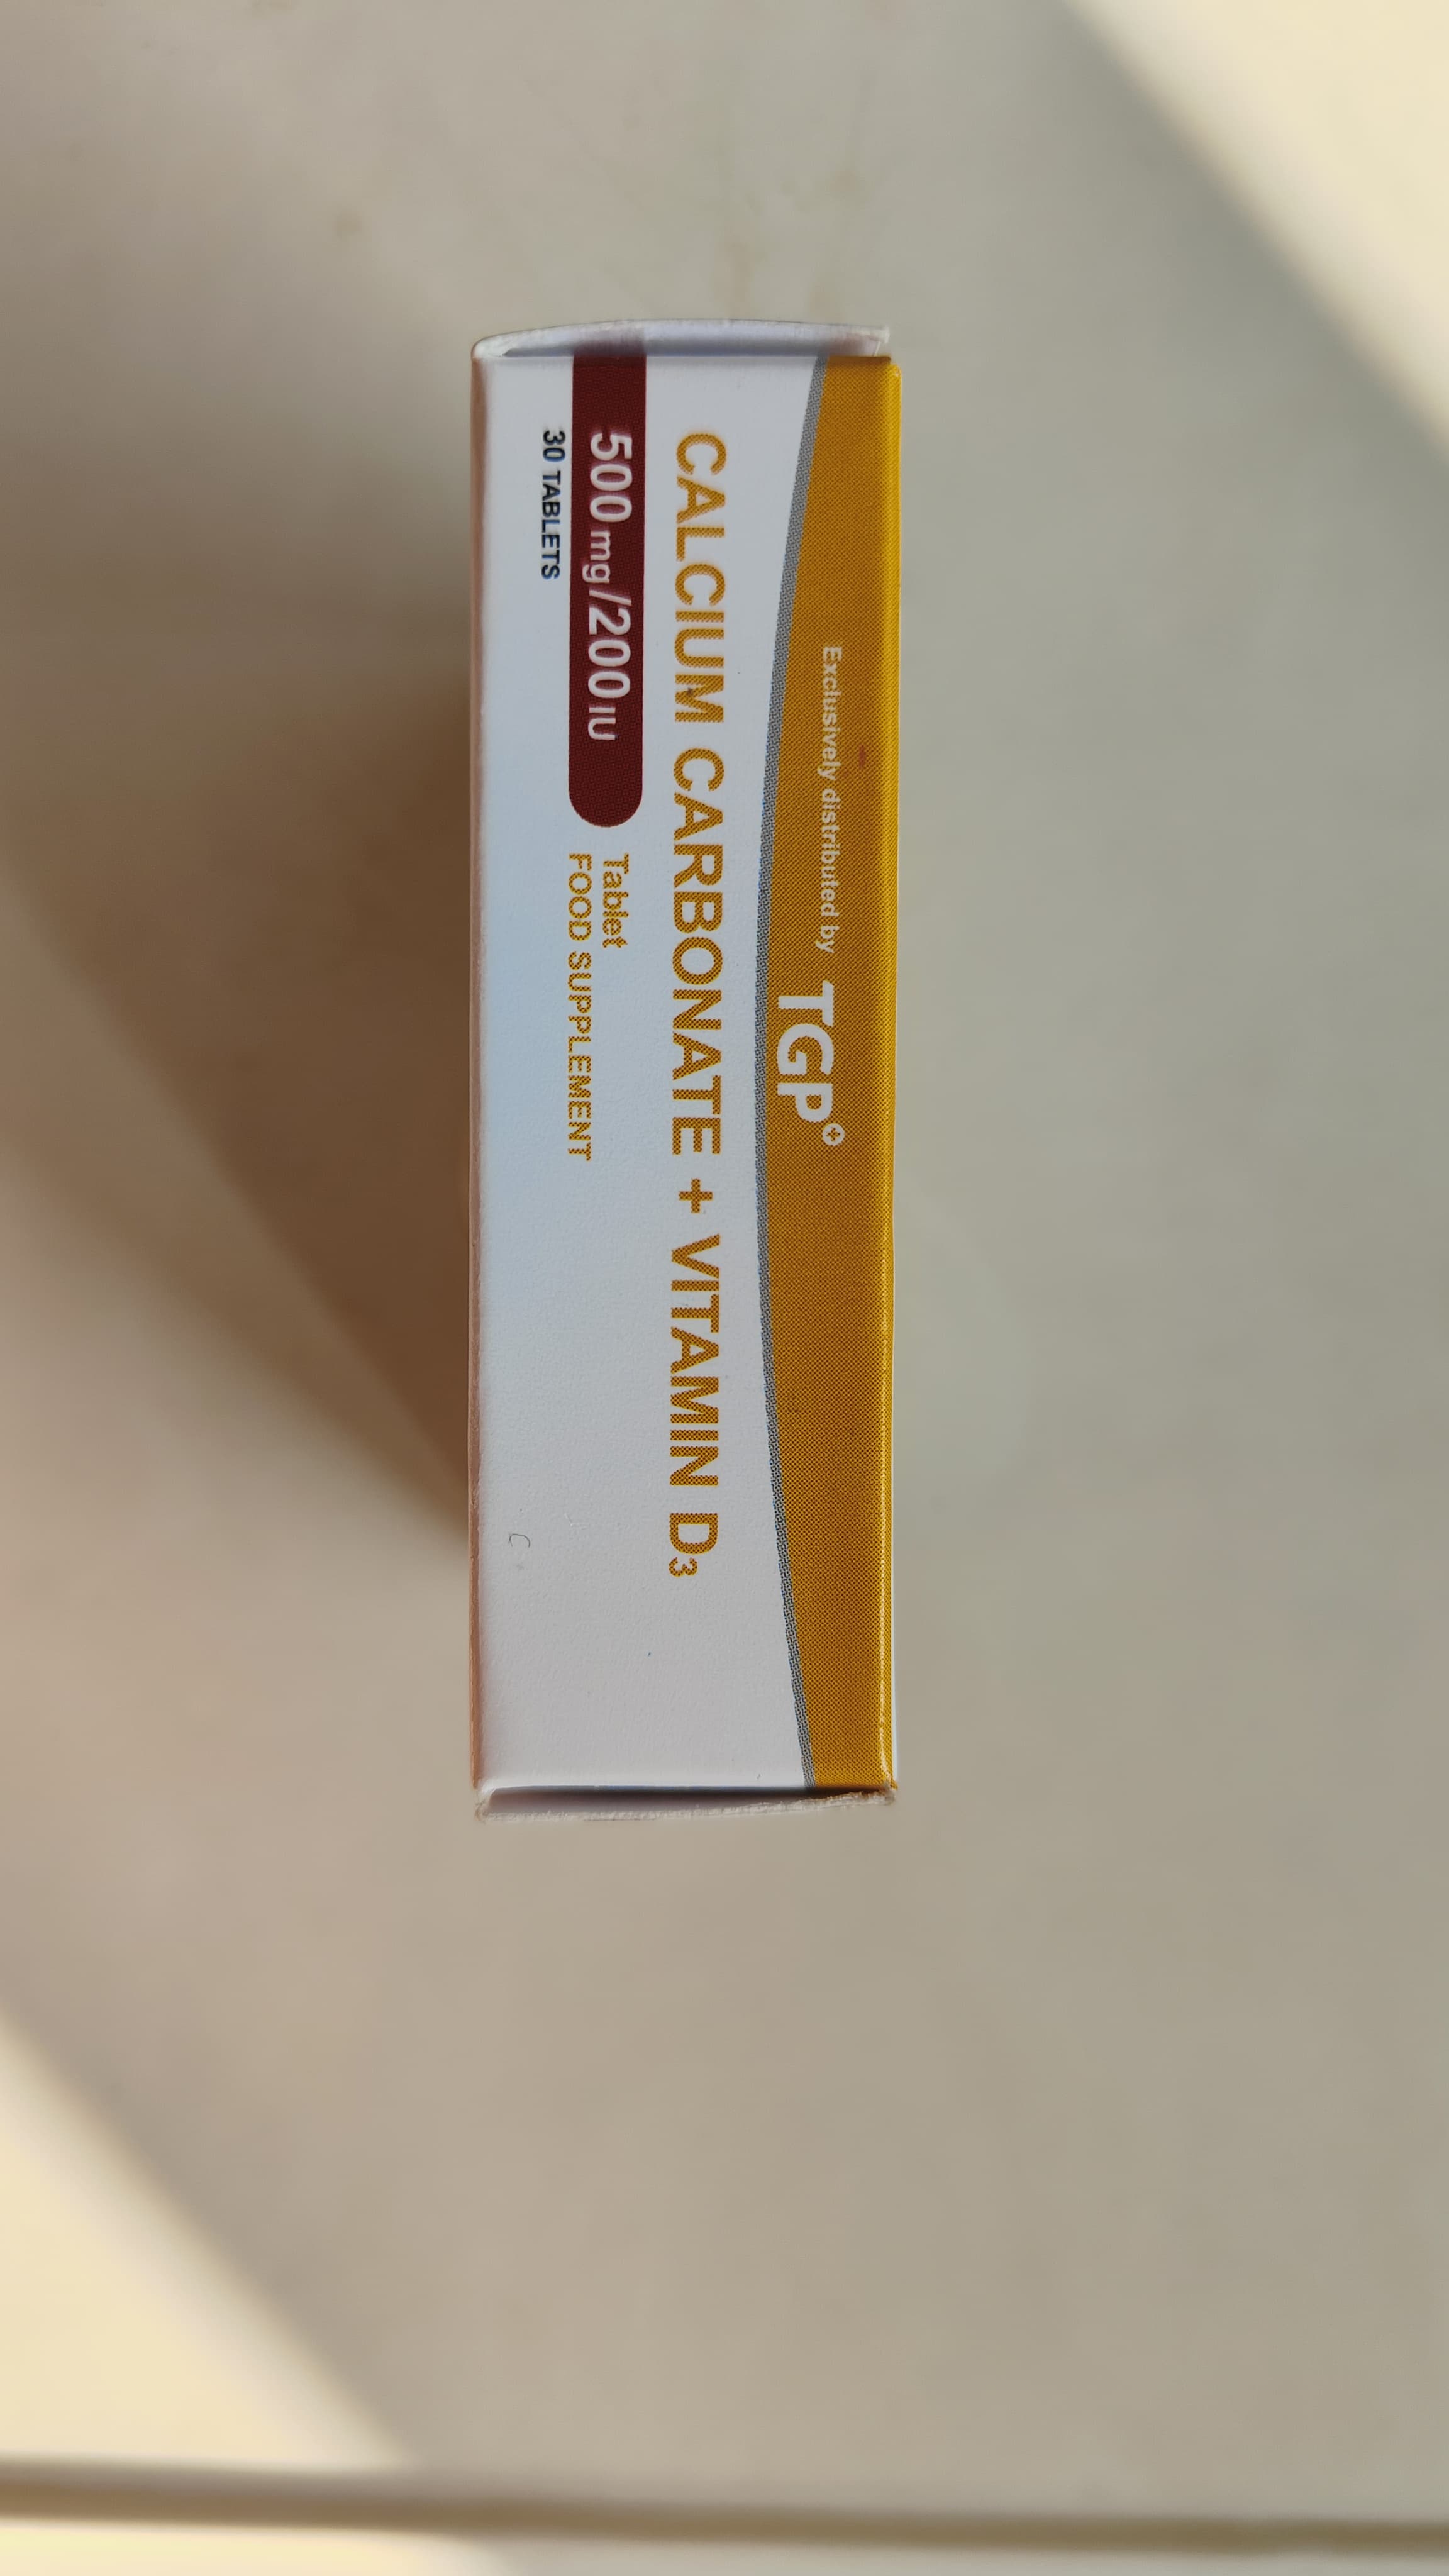 Exclusively distributed by TGP
CALCIUM CARBONATE + VITAMIN D3
500 mg/200 IU
Tablet
FOOD SUPPLEMENT
30 TABLETS